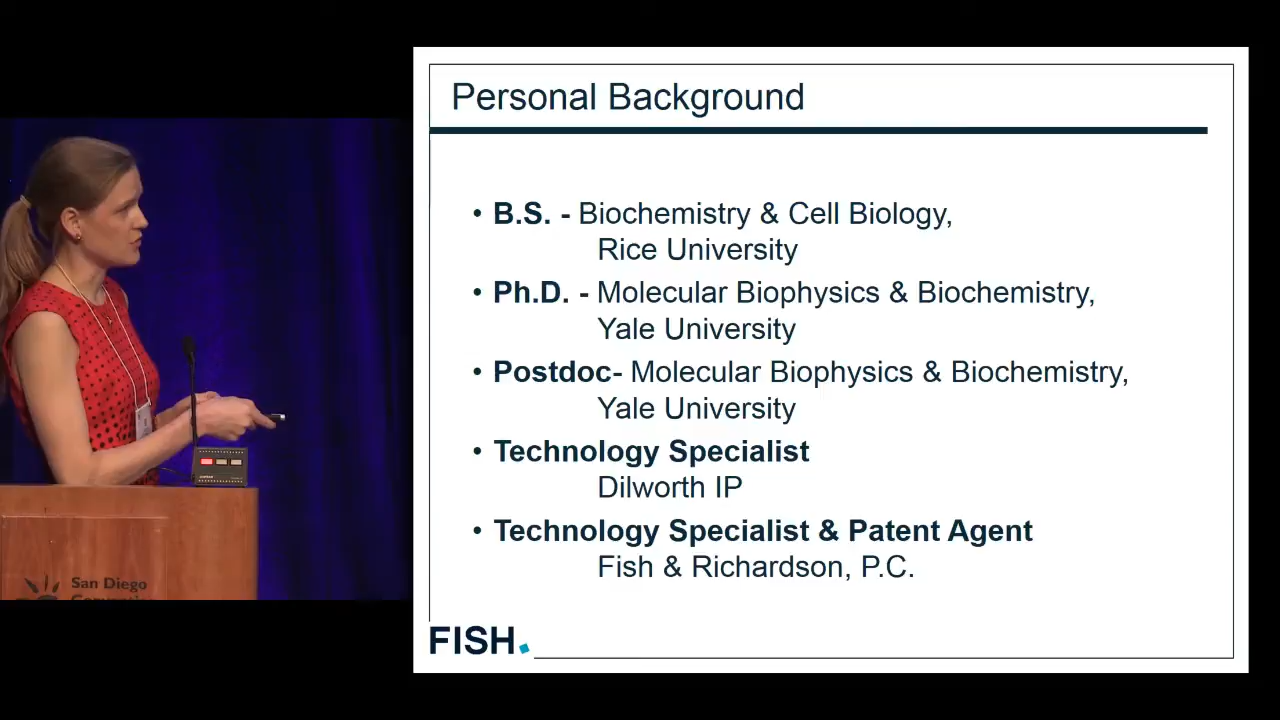 Personal Background
• B.S. - Biochemistry & Cell Biology,
Rice University
• Ph.D. - Molecular Biophysics & Biochemistry,
Yale University
• Postdoc- Molecular Biophysics & Biochemistry,
Yale University
• Technology Specialist
Dilworth IP
• Technology Specialist & Patent Agent
Fish & Richardson, P.C.
FISH.
San Diego